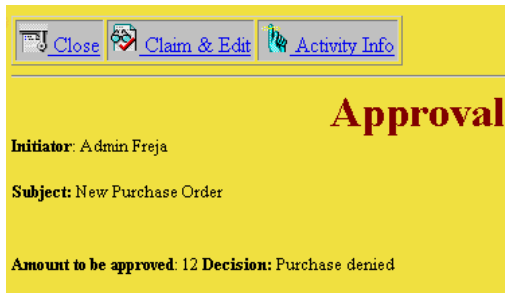 Close Claim & Edit Activity Info
Approval
Initiator: Admin Freja
Subject: New Purchase Order
Amount to be approved: 12 Decision: Purchase denied